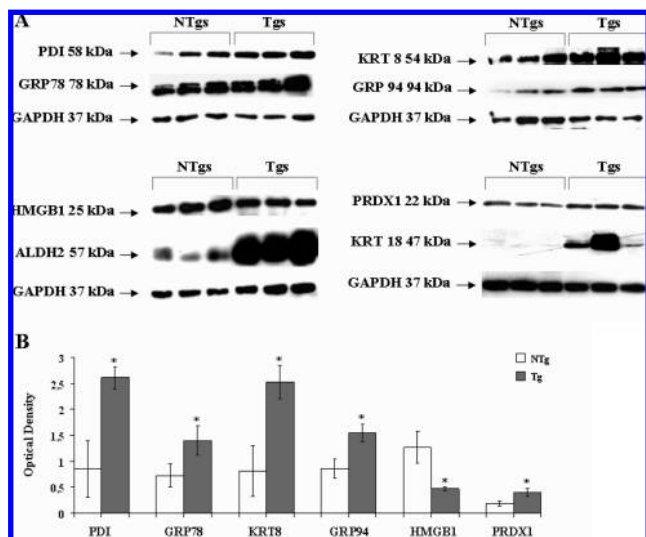 A
NTgs Tgs
PDI 58 kDa
GRP78 78 kDa
GAPDH 37 kDa
NTgs Tgs
KRT 8 54 kDa
GRP 94 94 kDa
GAPDH 37 kDa
NTgs Tgs
HMGB1 25 kDa
ALDH2 57 kDa
GAPDH 37 kDa
NTgs Tgs
PRDX1 22 kDa
KRT 18 47 kDa
GAPDH 37 kDa
B
Optical Density
3
2,5
2
1,5
1
0,5
0
* * * * * *
NTg
Tg
PDI GRP78 KRT8 GRP94 HMGB1 PRDX1